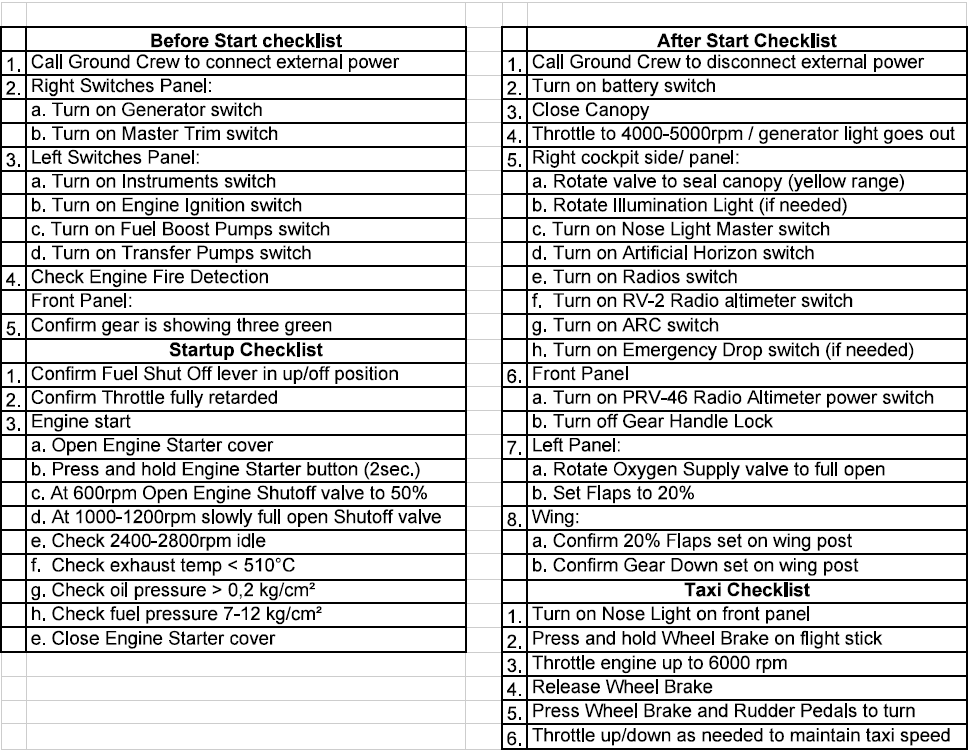 Before Start checklist
1. Call Ground Crew to connect external power
2. Right Switches Panel:
a. Turn on Generator switch
b. Turn on Master Trim switch
3. Left Switches Panel:
a. Turn on Instruments switch
b. Turn on Engine Ignition switch
c. Turn on Fuel Boost Pumps switch
d. Turn on Transfer Pumps switch
4. Check Engine Fire Detection
Front Panel:
5. Confirm gear is showing three green
Startup Checklist
1. Confirm Fuel Shut Off lever in up/off position
2. Confirm Throttle fully retarded
3. Engine start
a. Open Engine Starter cover
b. Press and hold Engine Starter button (2sec.)
c. At 600rpm Open Engine Shutoff valve to 50%
d. At 1000-1200rpm slowly full open Shutoff valve
e. Check 2400-2800rpm idle
f. Check exhaust temp < 510°C
g. Check oil pressure > 0,2 kg/cm²
h. Check fuel pressure 7-12 kg/cm²
e. Close Engine Starter cover
After Start Checklist
1. Call Ground Crew to disconnect external power
2. Turn on battery switch
3. Close Canopy
4. Throttle to 4000-5000rpm / generator light goes out
5. Right cockpit side/ panel:
a. Rotate valve to seal canopy (yellow range)
b. Rotate Illumination Light (if needed)
c. Turn on Nose Light Master switch
d. Turn on Artificial Horizon switch
e. Turn on Radios switch
f. Turn on RV-2 Radio altimeter switch
g. Turn on ARC switch
h. Turn on Emergency Drop switch (if needed)
6. Front Panel
a. Turn on PRV-46 Radio Altimeter power switch
b. Turn off Gear Handle Lock
7. Left Panel:
a. Rotate Oxygen Supply valve to full open
b. Set Flaps to 20%
8. Wing:
a. Confirm 20% Flaps set on wing post
b. Confirm Gear Down set on wing post
Taxi Checklist
1. Turn on Nose Light on front panel
2. Press and hold Wheel Brake on flight stick
3. Throttle engine up to 6000 rpm
4. Release Wheel Brake
5. Press Wheel Brake and Rudder Pedals to turn
6. Throttle up/down as needed to maintain taxi speed